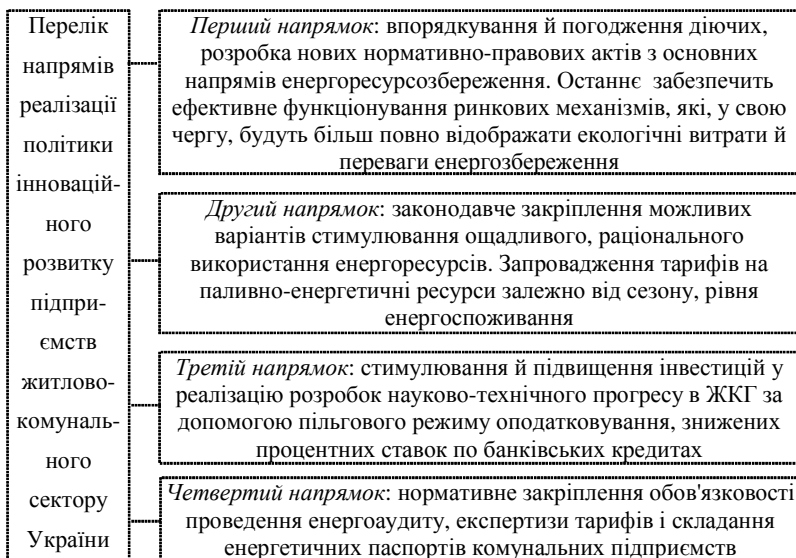 Перелік
напрямів
реалізації
політики
інновацій-
ного
розвитку
підпри-
ємств
житлово-
комуналь-
ного
сектору
України
Перший напрямок: впорядкування й погодження діючих,
розробка нових нормативно-правових актів з основних
напрямів енергоресурсозбереження. Останнє забезпечить
ефективне функціонування ринкових механізмів, які, у свою
чергу, будуть більш повно відображати екологічні витрати й
переваги енергозбереження
Другий напрямок: законодавче закріплення можливих
варіантів стимулювання ощадливого, раціонального
використання енергоресурсів. Запровадження тарифів на
паливно-енергетичні ресурси залежно від сезону, рівня
енергоспоживання
Третій напрямок: стимулювання й підвищення інвестицій у
реалізацію розробок науково-технічного прогресу в ЖКГ за
допомогою пільгового режиму оподатковування, знижених
процентних ставок по банківських кредитах
Четвертий напрямок: нормативне закріплення обов'язковості
проведення енергоаудиту, експертизи тарифів і складання
енергетичних паспортів комунальних підприємств